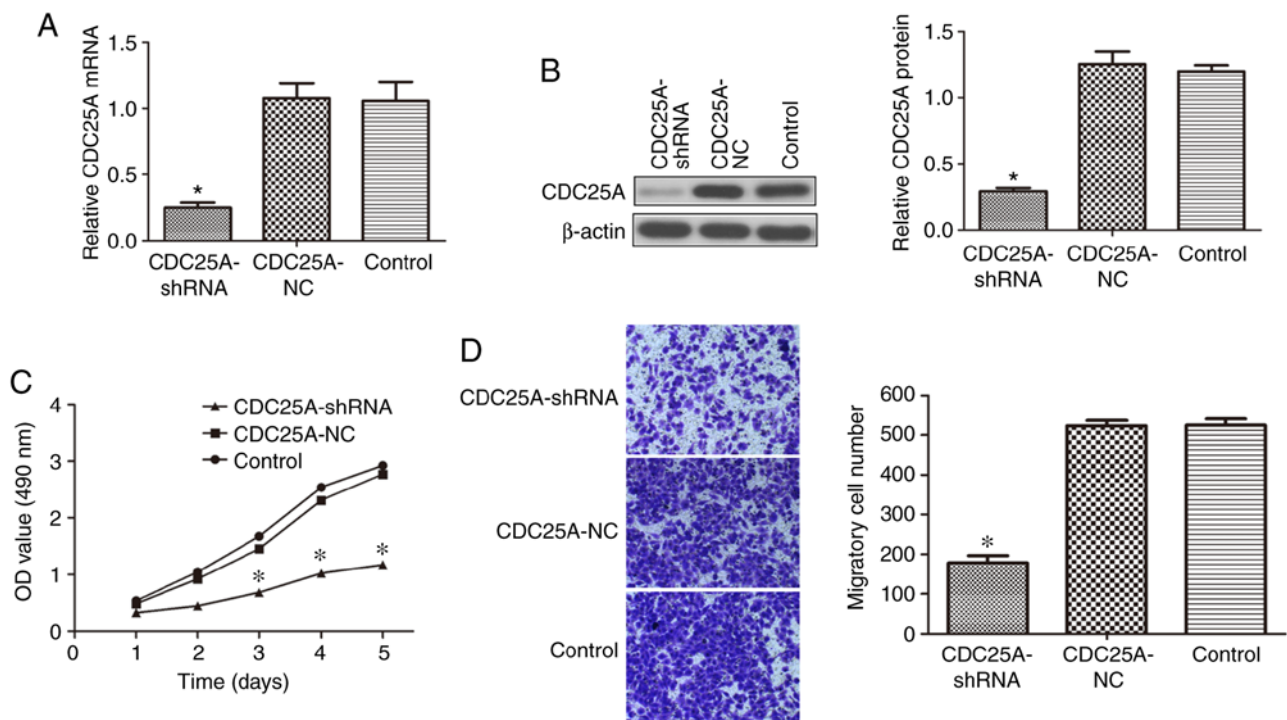 A
Relative CDC25A mRNA
1.5
1.0
0.5
0.0
*
CDC25A-
shRNA
CDC25A-
NC
Control
B
CDC25A-
shRNA
CDC25A-
NC
Control
CDC25A
β-actin
Relative CDC25A protein
1.5
1.0
0.5
0.0
*
CDC25A-
shRNA
CDC25A-
NC
Control
C
OD value (490 nm)
4
3
2
1
0
CDC25A-shRNA
CDC25A-NC
Control
*
*
*
0 1 2 3 4 5
Time (days)
D
CDC25A-shRNA
CDC25A-NC
Control
Migratory cell number
600
500
400
300
200
100
0
*
CDC25A-
shRNA
CDC25A-
NC
Control